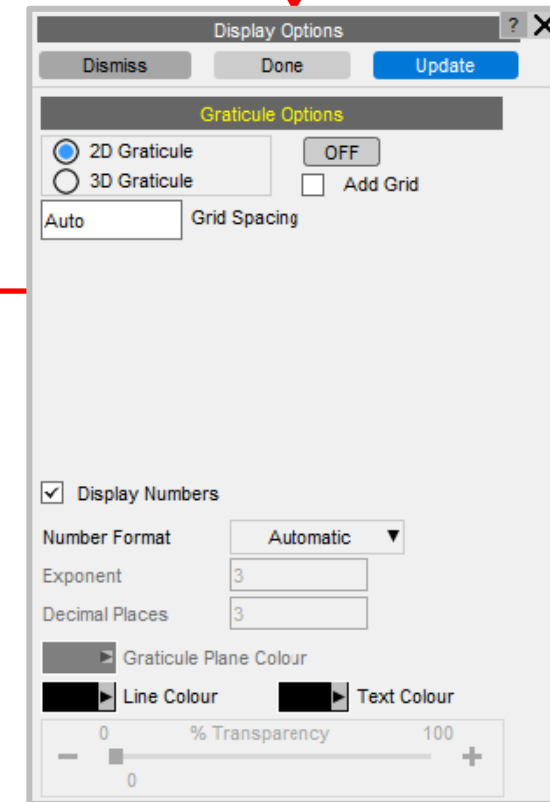 Display Options
?
Dismiss Done Update
Graticule Options
2D Graticule OFF
3D Graticule Add Grid
Auto Grid Spacing
Display Numbers
Number Format Automatic
Exponent 3
Decimal Places 3
Graticule Plane Colour
Line Colour Text Colour
0 % Transparency 100
0